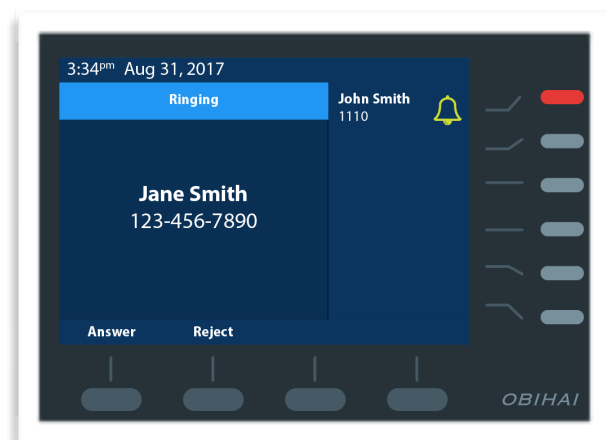 3:34pm Aug 31, 2017
Ringing
John Smith
1110
Jane Smith
123-456-7890
Answer Reject
OBIHAI